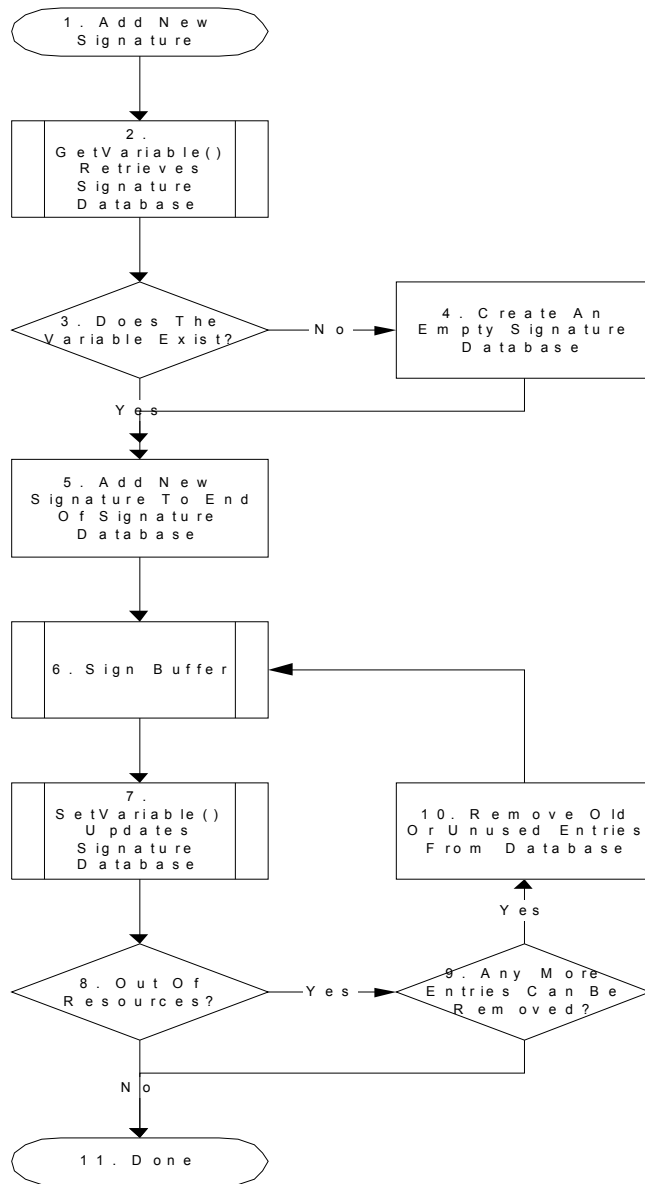 1. Add New
Signature
2.
GetVariable()
Retrieves
Signature
Database
3. Does The
Variable Exist?
No
4. Create An
Empty Signature
Database
Yes
5. Add New
Signature To End
Of Signature
Database
6. Sign Buffer
7.
SetVariable()
Updates
Signature
Database
10. Remove Old
Or Unused Entries
From Database
Yes
8. Out Of
Resources?
Yes
9. Any More
Entries Can Be
Removed?
No
11. Done